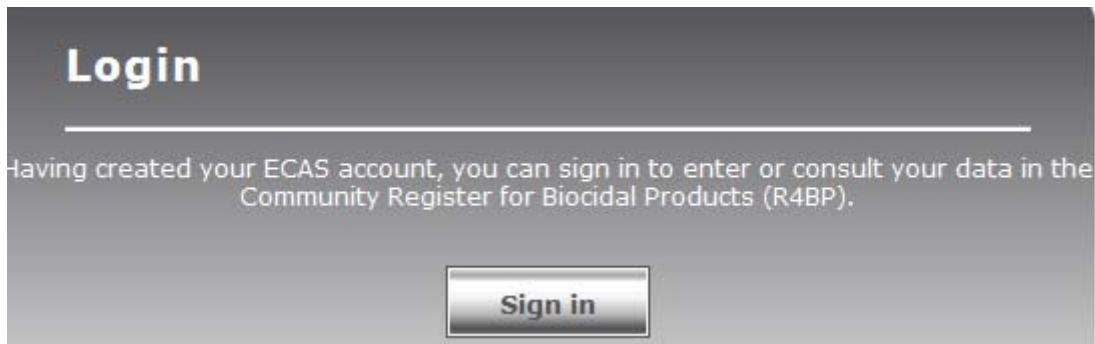 Login
Having created your ECAS account, you can sign in to enter or consult your data in the
Community Register for Biocidal Products (R4BP).
Sign in